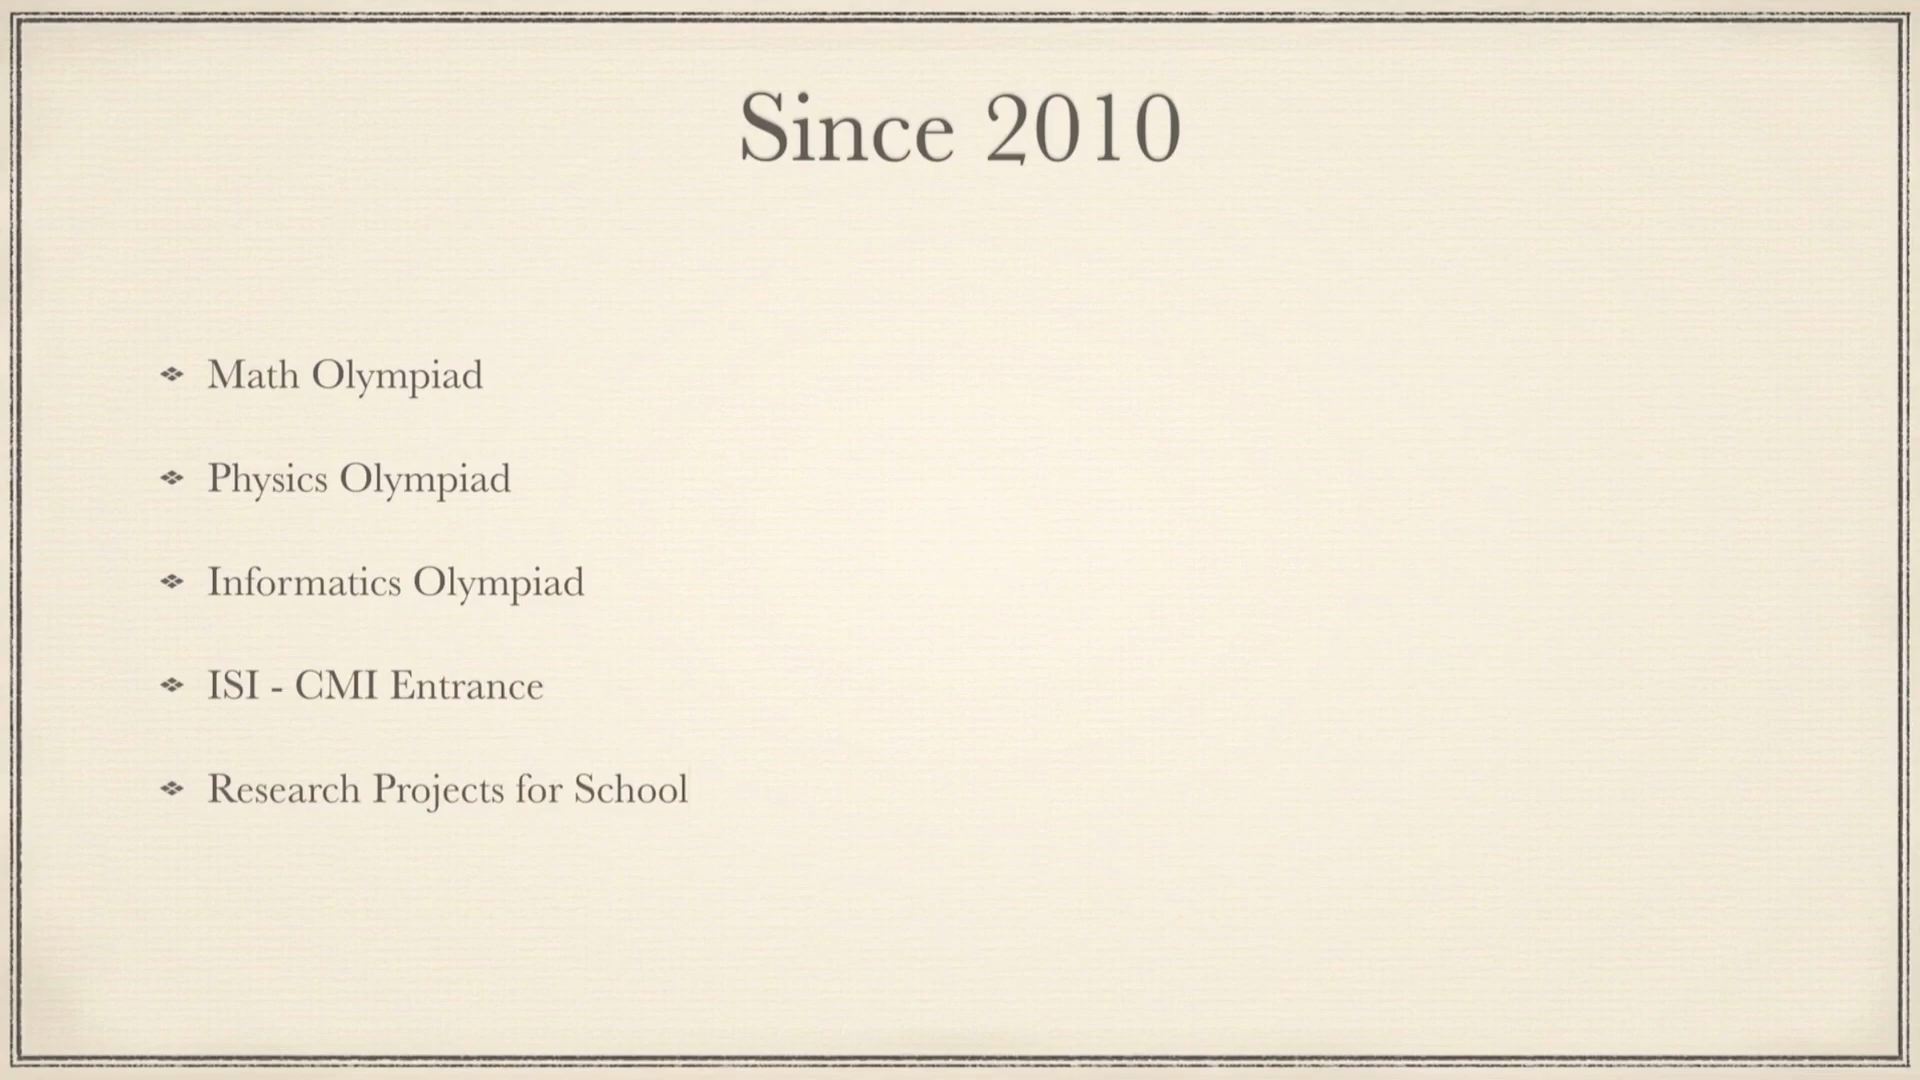 Since 2010
Math Olympiad
Physics Olympiad
Informatics Olympiad
ISI - CMI Entrance
Research Projects for School